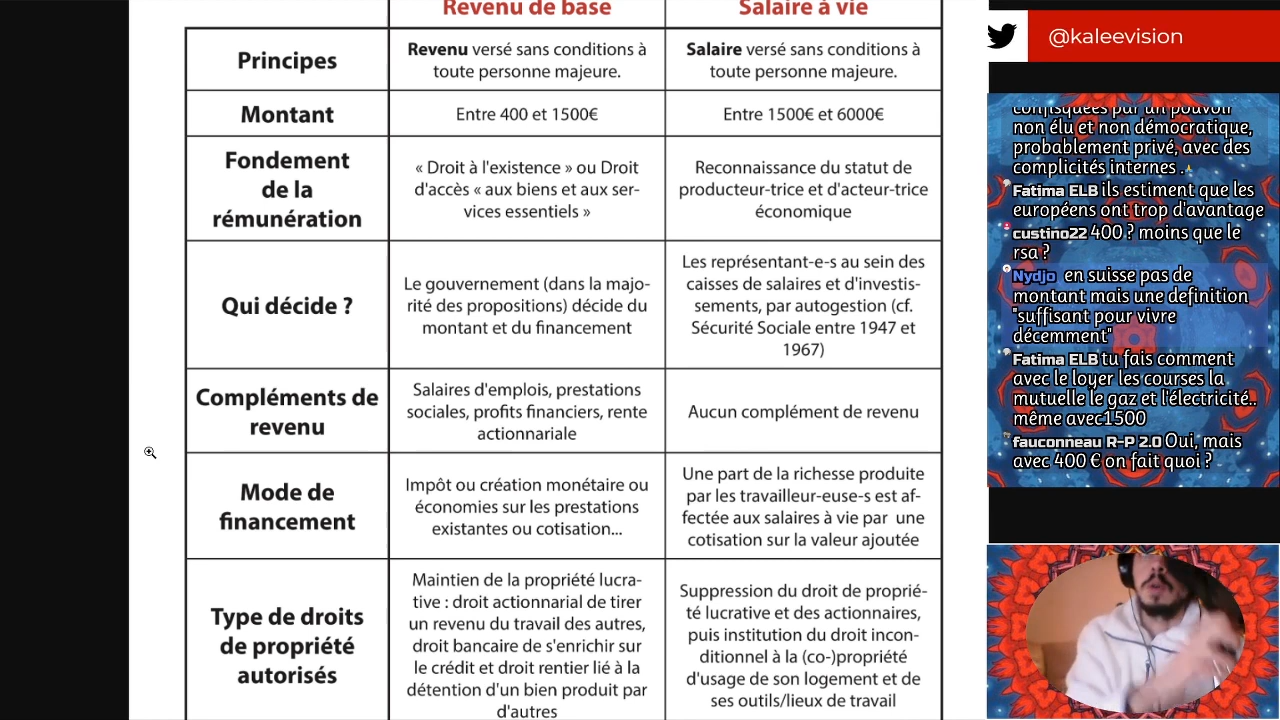 Revenu de base
Salaire à vie
Principes
Revenu versé sans conditions à
toute personne majeure.
Salaire versé sans conditions à
toute personne majeure.
Montant
Entre 400 et 1500€
Entre 1500€ et 6000€
Fondement
de la
rémunération
« Droit à l'existence » ou Droit
d'accès « aux biens et aux ser-
vices essentiels »
Reconnaissance du statut de
producteur-trice et d'acteur-trice
économique
Qui décide ?
Le gouvernement (dans la majo-
rité des propositions) décide du
montant et du financement
Les représentant-e-s au sein des
caisses de salaires et d'investis-
sements, par autogestion (cf.
Sécurité Sociale entre 1947 et
1967)
Compléments de
revenu
Salaires d'emplois, prestations
sociales, profits financiers, rente
actionnariale
Aucun complément de revenu
Mode de
financement
Impôt ou création monétaire ou
économies sur les prestations
existantes ou cotisation...
Une part de la richesse produite
par les travailleur-euse-s est af-
fectée aux salaires à vie par une
cotisation sur la valeur ajoutée
Type de droits
de propriété
autorisés
Maintien de la propriété lucra-
tive : droit actionnarial de tirer
un revenu du travail des autres,
droit bancaire de s'enrichir sur
le crédit et droit rentier lié à la
détention d'un bien produit par
d'autres
Suppression du droit de proprié-
té lucrative et des actionnaires,
puis institution du droit incon-
ditionnel à la (co-)propriété
d'usage de son logement et de
ses outils/lieux de travail
@kaleevision
confisquées par un pouvoir
non élu et non démocratique,
probablement privé, avec des
complicités internes .
Fatima ELB ils estiment que les
européens ont trop d'avantage
custino22 400 ? moins que le
rsa ?
Nydjo en suisse pas de
montant mais une definition
"suffisant pour vivre
décemment"
Fatima ELB tu fais comment
avec le loyer les courses la
mutuelle le gaz et l'électricité..
même avec1500
fauconneau R-P 2.0 Oui, mais
avec 400 € on fait quoi ?